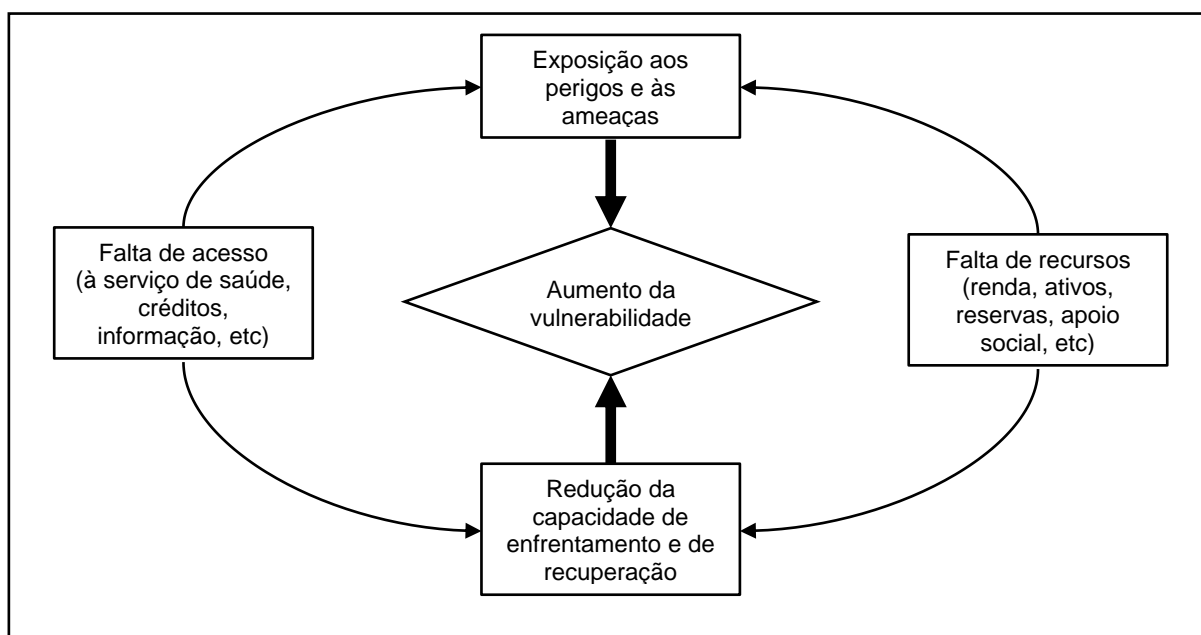 Exposição aos
perigos e às
ameaças
Falta de acesso
(à serviço de saúde,
créditos,
informação, etc)
Aumento da
vulnerabilidade
Falta de recursos
(renda, ativos,
reservas, apoio
social, etc)
Redução da
capacidade de
enfrentamento e de
recuperação